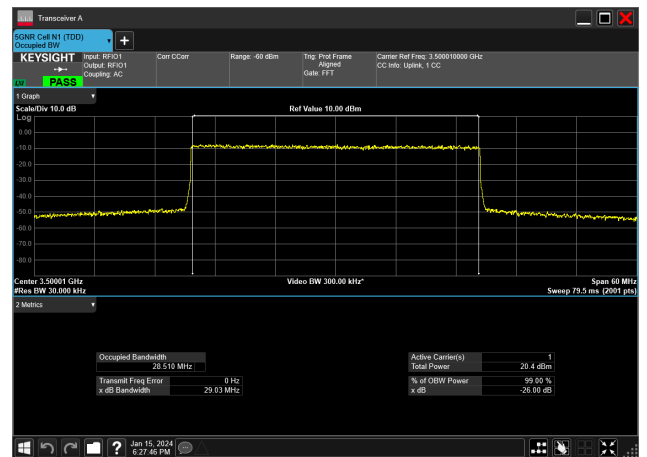 Transceiver A
5GNR Cell N1 (TDD)
Occupied BW
KEYSIGHT
LXI
PASS
Input: RFIO1
Output: RFIO1
Coupling: AC
Corr CCorr
Range: -60 dBm
Trig: Prot Frame
Aligned
Gate: FFT
Carrier Ref Freq: 3.500010000 GHz
CC Info: Uplink, 1 CC
1 Graph
Scale/Div 10.0 dB
Ref Value 10.00 dBm
Log
0.00
-10.0
-20.0
-30.0
-40.0
-50.0
-60.0
-70.0
-80.0
Center 3.50001 GHz
Video BW 300.00 kHz*
Span 60 MHz
#Res BW 30.000 kHz
Sweep 79.5 ms (2001 pts)
2 Metrics
Occupied Bandwidth
28.510 MHz
Transmit Freq Error 0 Hz
x dB Bandwidth 29.03 MHz
Active Carrier(s) 1
Total Power 20.4 dBm
% of OBW Power 99.00 %
x dB -26.00 dB
?
Jan 15, 2024
6:27:46 PM